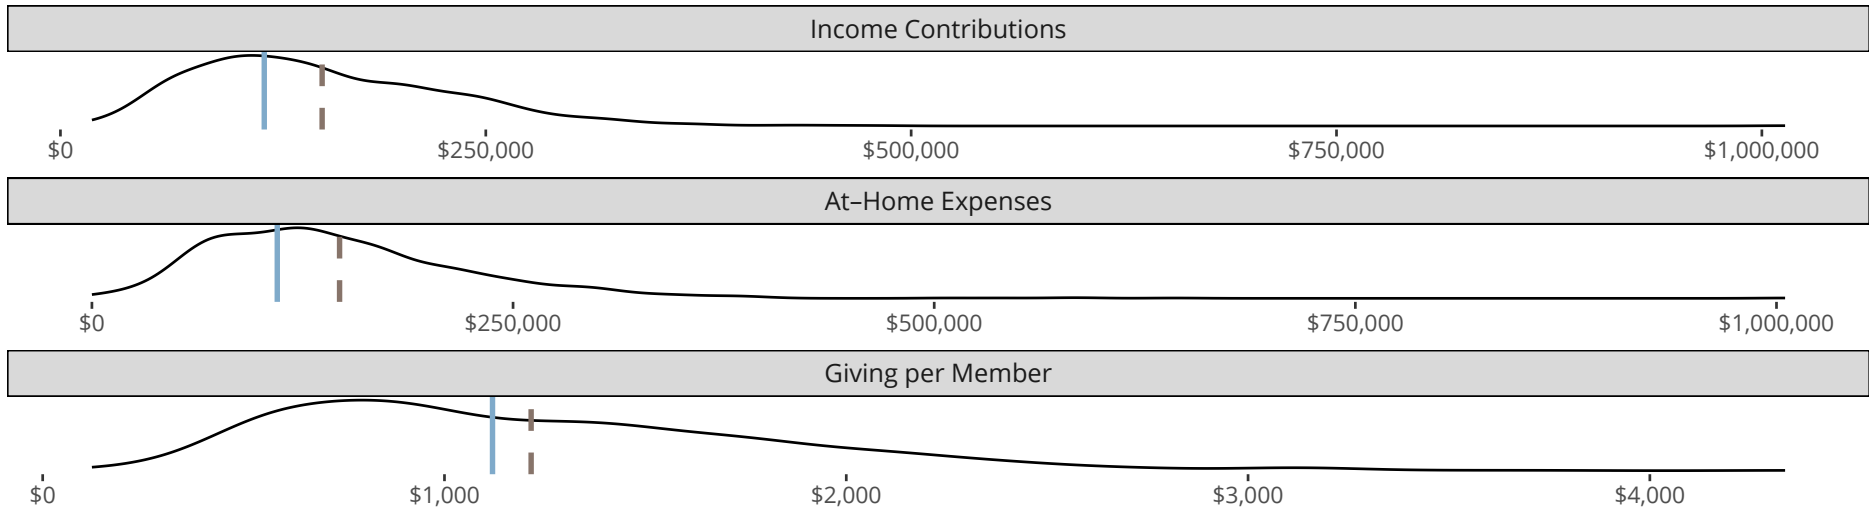 Income Contributions
$0 $250,000 $500,000 $750,000 $1,000,000
At–Home Expenses
$0 $250,000 $500,000 $750,000 $1,000,000
Giving per Member
$0 $1,000 $2,000 $3,000 $4,000